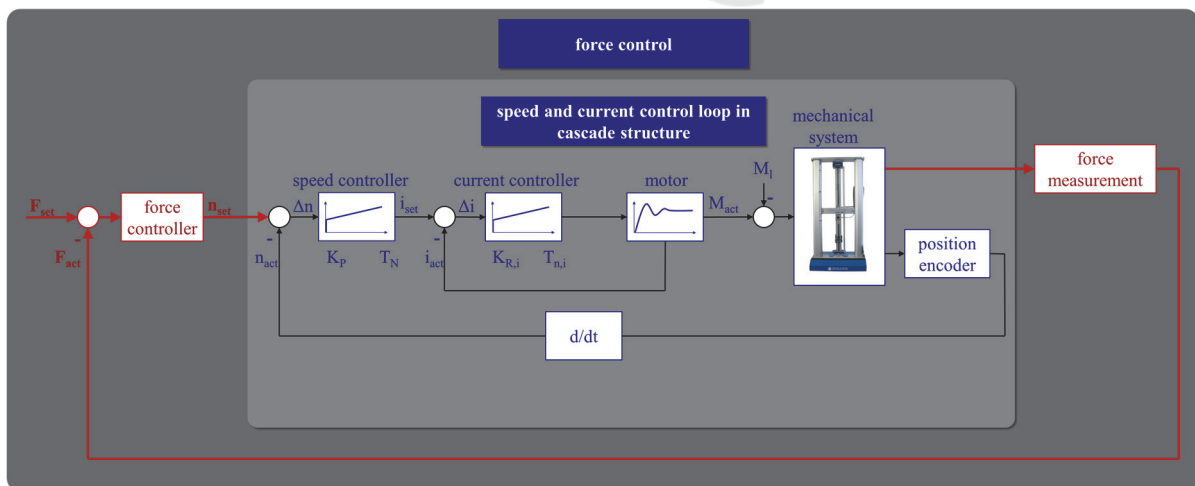 force control
speed and current control loop in
cascade structure
mechanical
system
M_l
speed controller
current controller
motor
force
measurement
F_set
force
controller
n_set
Δn
i_set
Δi
M_act
-
-
F_act
-
n_act
K_P
T_N
-
i_act
K_R,i
T_n,i
position
encoder
d/dt